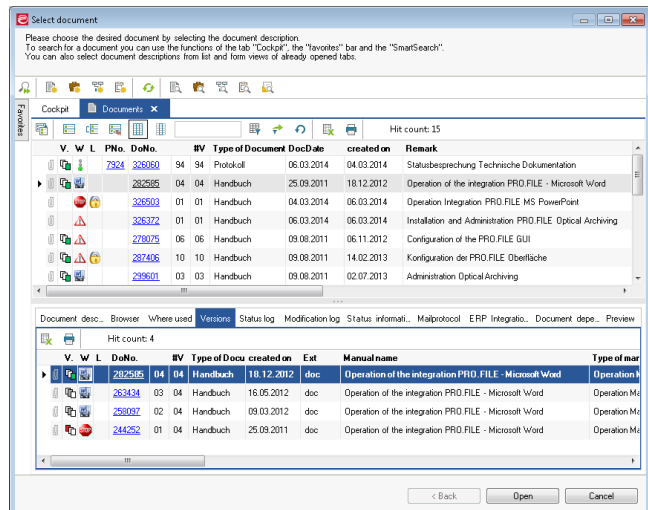 Select document
Please choose the desired document by selecting the document description.
To search for a document you can use the functions of the tab "Cockpit", the "favorites" bar and the "SmartSearch".
You can also select document descriptions from list and form views of already opened tabs.
Favorites
Cockpit Documents
Hit count: 15
V. W L PNo. DoNo. #V Type of Document DocDate created on Remark
7924 326060 94 94 Protokoll 06.03.2014 04.03.2014 Statusbesprechung Technische Dokumentation
282585 04 04 Handbuch 25.09.2011 18.12.2012 Operation of the integration PRO.FILE - Microsoft Word
STOP 326503 01 01 Handbuch 04.03.2014 06.03.2014 Operation Integration PRO.FILE MS PowerPoint
326372 01 01 Handbuch 06.03.2014 06.03.2014 Installation und Administration PRO.FILE Optical Archiving
278075 06 06 Handbuch 09.08.2011 06.11.2012 Configuration of the PRO.FILE GUI
287406 10 10 Handbuch 09.08.2011 14.02.2013 Konfiguration der PRO.FILE Oberfläche
299601 03 03 Handbuch 09.08.2011 02.07.2013 Administration Optical Archiving
Document desc... Browser Where used Versions Status log Modification log Status informati... Mailprotocol ERP Integratio... Document depe... Preview
Hit count: 4
V. W L DoNo. #V Type of Docu created on Ext Manual name Type of mar
282585 04 04 Handbuch 18.12.2012 doc Operation of the integration PRO.FILE - Microsoft Word Operation M
263434 03 04 Handbuch 16.05.2012 doc Operation of the integration PRO.FILE - Microsoft Word Operation Ma
258097 02 04 Handbuch 09.03.2012 doc Operation of the integration PRO.FILE - Microsoft Word Operation Ma
STOP 244252 01 04 Handbuch 25.09.2011 doc Operation of the integration PRO.FILE - Microsoft Word Operation Ma
< Back Open Cancel